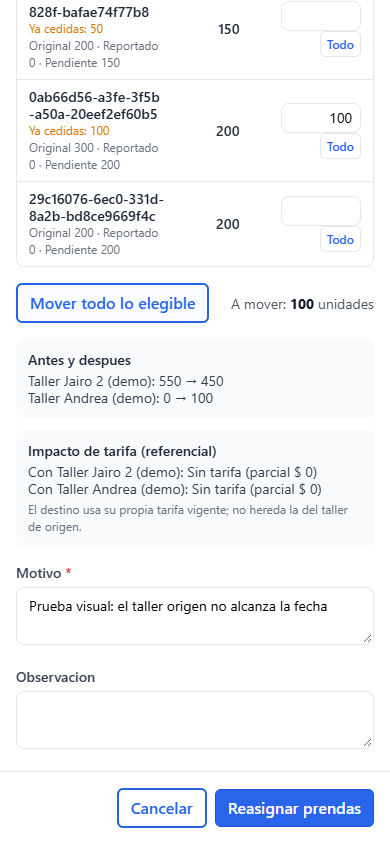 828f-bafae74f77b8
Ya cedidas: 50
Original 200 · Reportado
0 · Pendiente 150
150
Todo
0ab66d56-a3fe-3f5b
-a50a-20eef2ef60b5
Ya cedidas: 100
Original 300 · Reportado
0 · Pendiente 200
200
100
Todo
29c16076-6ec0-331d-
8a2b-bd8ce9669f4c
Original 200 · Reportado
0 · Pendiente 200
200
Todo
Mover todo lo elegible
A mover: 100 unidades
Antes y despues
Taller Jairo 2 (demo): 550 → 450
Taller Andrea (demo): 0 → 100
Impacto de tarifa (referencial)
Con Taller Jairo 2 (demo): Sin tarifa (parcial $ 0)
Con Taller Andrea (demo): Sin tarifa (parcial $ 0)
El destino usa su propia tarifa vigente; no hereda la del taller
de origen.
Motivo *
Prueba visual: el taller origen no alcanza la fecha
Observacion
Cancelar
Reasignar prendas